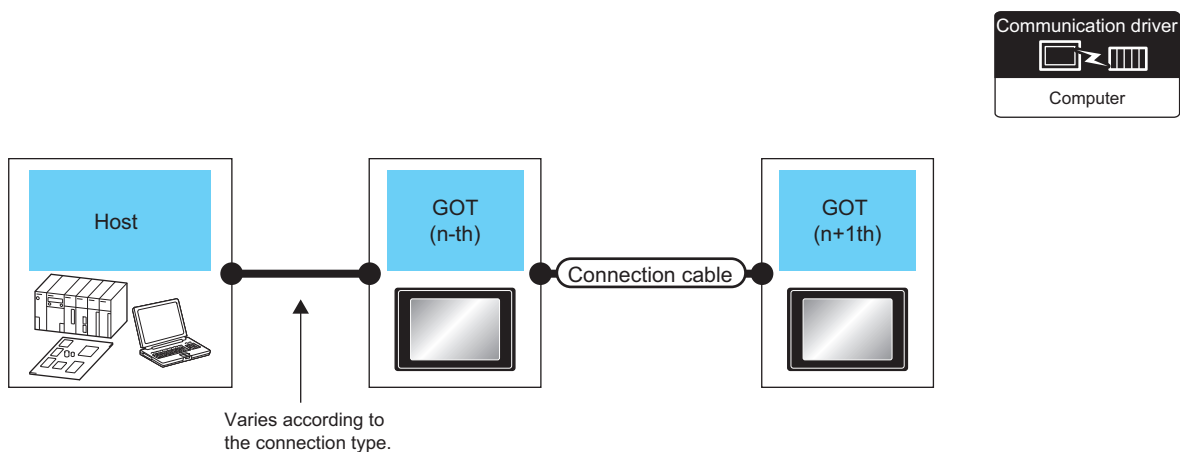 Communication driver
Computer
Host
GOT
(n-th)
Connection cable
GOT
(n+1th)
Varies according to
the connection type.